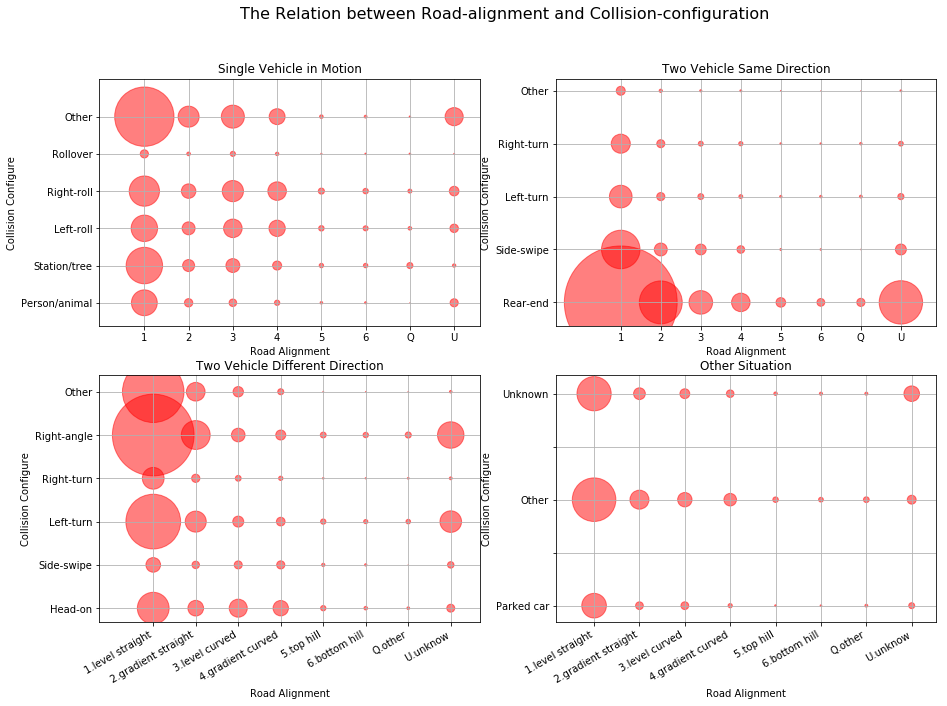 The Relation between Road-alignment and Collision-configuration
Single Vehicle in Motion
Collision Configure
Other
Rollover
Right-roll
Left-roll
Station/tree
Person/animal
1 2 3 4 5 6 Q U
Road Alignment
Two Vehicle Same Direction
Collision Configure
Other
Right-turn
Left-turn
Side-swipe
Rear-end
1 2 3 4 5 6 Q U
Road Alignment
Two Vehicle Different Direction
Collision Configure
Other
Right-angle
Right-turn
Left-turn
Side-swipe
Head-on
1.level straight
2.gradient straight
3.level curved
4.gradient curved
5.top hill
6.bottom hill
Q.other
U.unknow
Road Alignment
Other Situation
Collision Configure
Unknown
Other
Parked car
1.level straight
2.gradient straight
3.level curved
4.gradient curved
5.top hill
6.bottom hill
Q.other
U.unknow
Road Alignment